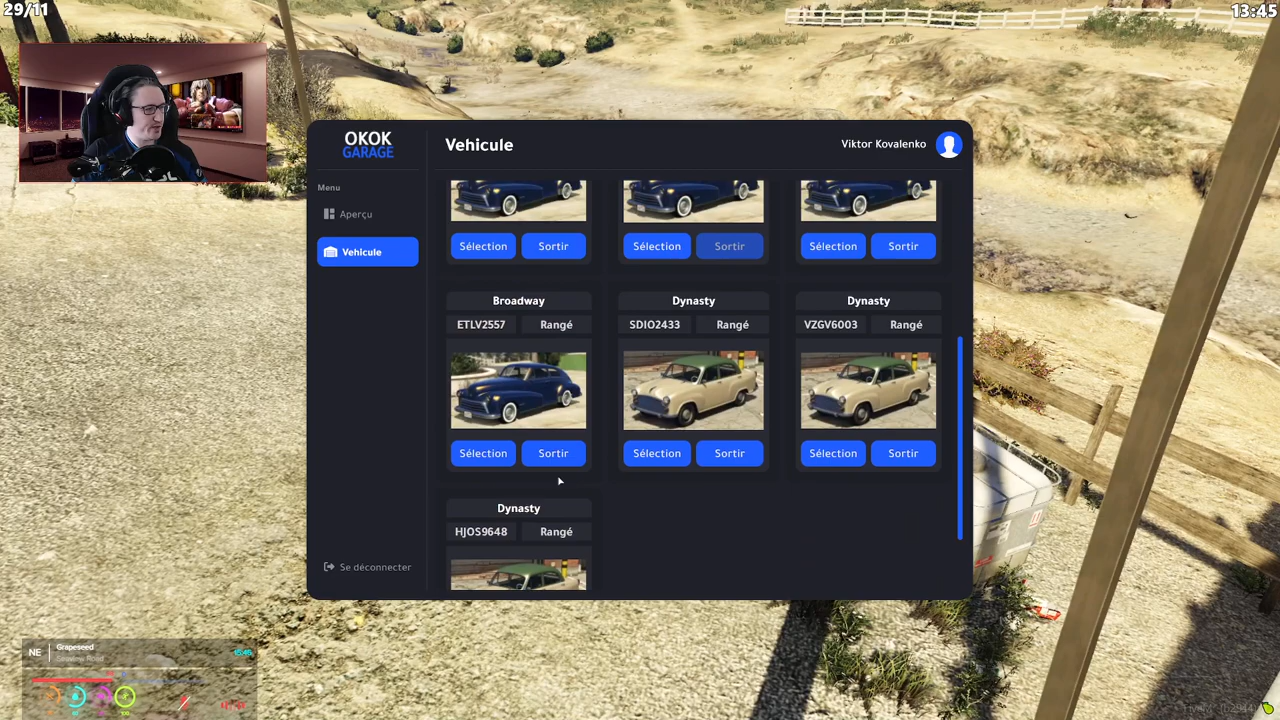 29/11
13:45
OKOK
GARAGE
Vehicule
Viktor Kovalenko
Menu
Aperçu
Vehicule
Sélection Sortir
Sélection Sortir
Sélection Sortir
Broadway
ETLV2557 Rangé
Sélection Sortir
Dynasty
SDIO2433 Rangé
Sélection Sortir
Dynasty
VZGV6003 Rangé
Sélection Sortir
Dynasty
HJOS9648 Rangé
Se déconnecter
NE
Grapeseed
Seaview Road